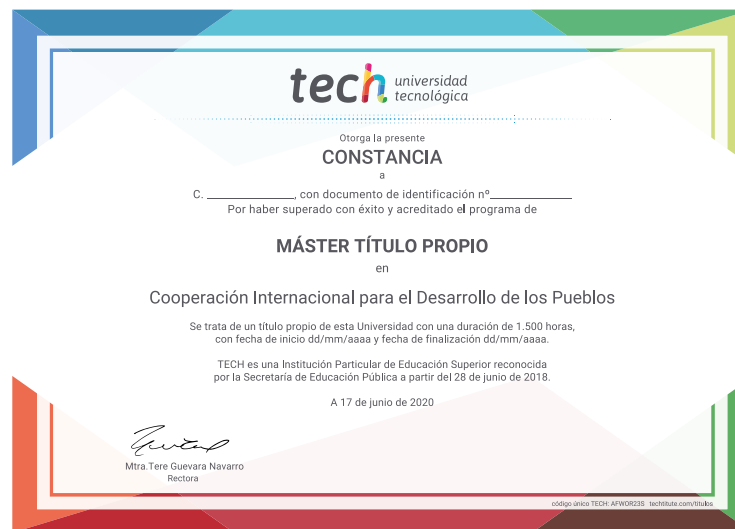 tech universidad
tecnológica
Otorga la presente
CONSTANCIA
a
C. ______________, con documento de identificación nº______________
Por haber superado con éxito y acreditado el programa de
MÁSTER TÍTULO PROPIO
en
Cooperación Internacional para el Desarrollo de los Pueblos
Se trata de un título propio de esta Universidad con una duración de 1.500 horas,
con fecha de inicio dd/mm/aaaa y fecha de finalización dd/mm/aaaa.
TECH es una Institución Particular de Educación Superior reconocida
por la Secretaría de Educación Pública a partir del 28 de junio de 2018.
A 17 de junio de 2020
Mtra.Tere Guevara Navarro
Rectora
código único TECH: AFWOR23S techtitute.com/títulos